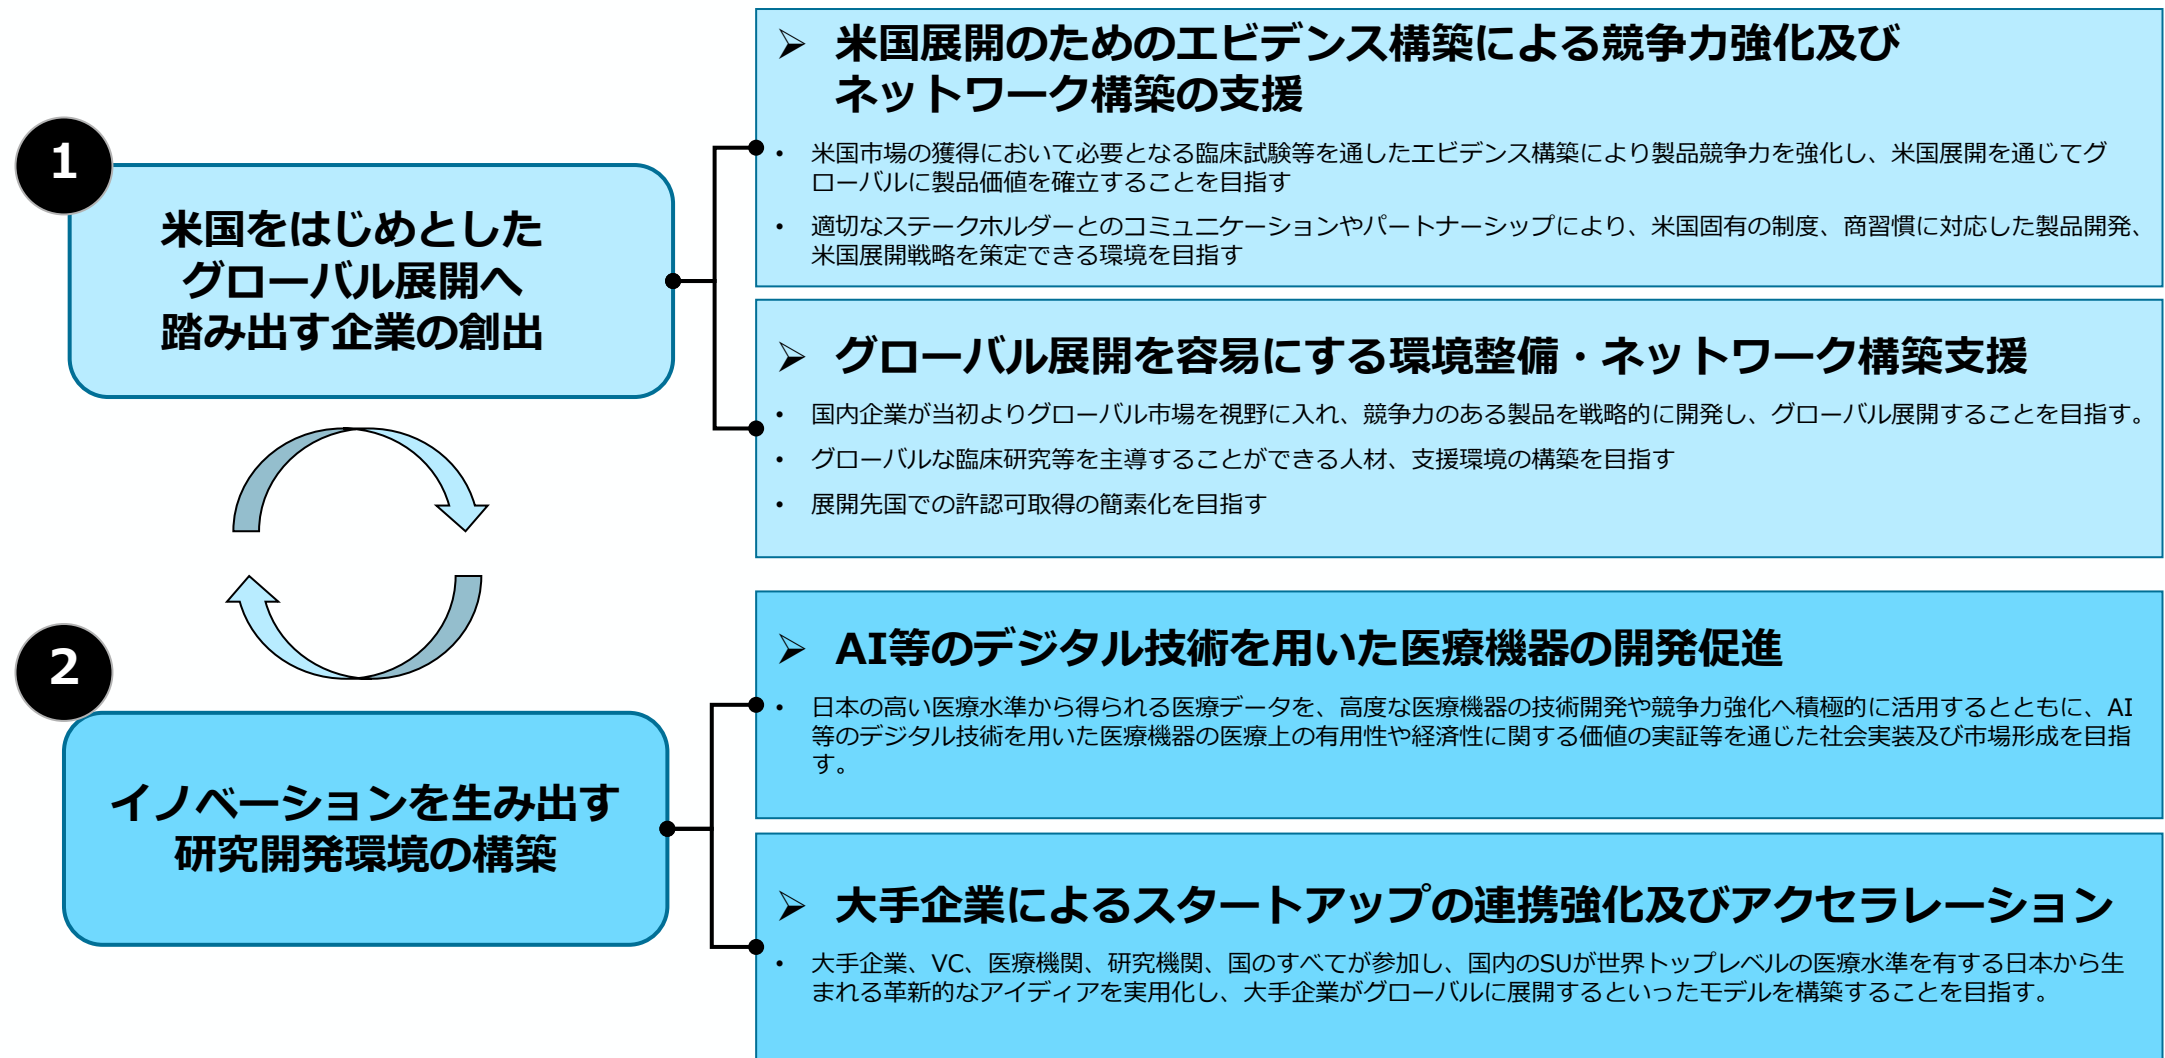 1
米国をはじめとした
グローバル展開へ
踏み出す企業の創出
➢ 米国展開のためのエビデンス構築による競争力強化及び
ネットワーク構築の支援
• 米国市場の獲得において必要となる臨床試験等を通したエビデンス構築により製品競争力を強化し、米国展開を通じてグ
ローバルに製品価値を確立することを目指す
• 適切なステークホルダーとのコミュニケーションやパートナーシップにより、米国固有の制度、商習慣に対応した製品開発、
米国展開戦略を策定できる環境を目指す
➢ グローバル展開を容易にする環境整備・ネットワーク構築支援
• 国内企業が当初よりグローバル市場を視野に入れ、競争力のある製品を戦略的に開発し、グローバル展開することを目指す。
• グローバルな臨床研究等を主導することができる人材、支援環境の構築を目指す
• 展開先国での許認可取得の簡素化を目指す
2
イノベーションを生み出す
研究開発環境の構築
➢ AI等のデジタル技術を用いた医療機器の開発促進
• 日本の高い医療水準から得られる医療データを、高度な医療機器の技術開発や競争力強化へ積極的に活用するとともに、AI
等のデジタル技術を用いた医療機器の医療上の有用性や経済性に関する価値の実証等を通じた社会実装及び市場形成を目指
す。
➢ 大手企業によるスタートアップの連携強化及びアクセラレーション
• 大手企業、VC、医療機関、研究機関、国のすべてが参加し、国内のSUが世界トップレベルの医療水準を有する日本から生
まれる革新的なアイディアを実用化し、大手企業がグローバルに展開するといったモデルを構築することを目指す。